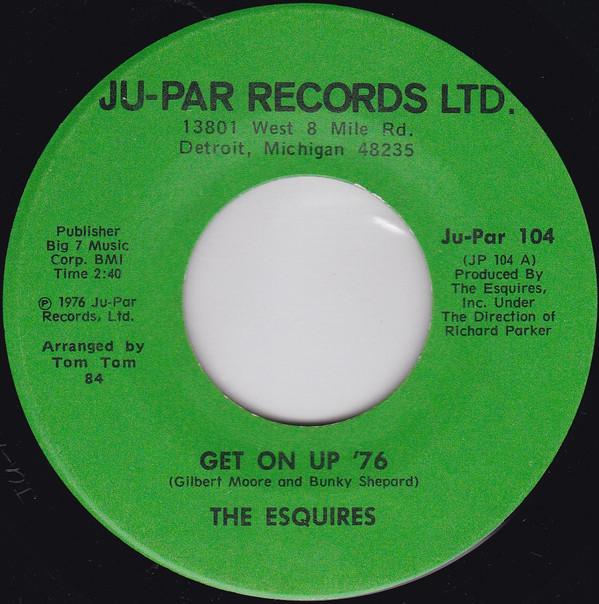 JU-PAR RECORDS LTD.
13801 West 8 Mile Rd.
Detroit, Michigan 48235
Publisher
Big 7 Music
Corp. BMI
Time 2:40
℗ 1976 Ju-Par
Records, Ltd.
Arranged by
Tom Tom
84
Ju-Par 104
(JP 104 A)
Produced By
The Esquires,
Inc. Under
The Direction of
Richard Parker
GET ON UP '76
(Gilbert Moore and Bunky Shepard)
THE ESQUIRES